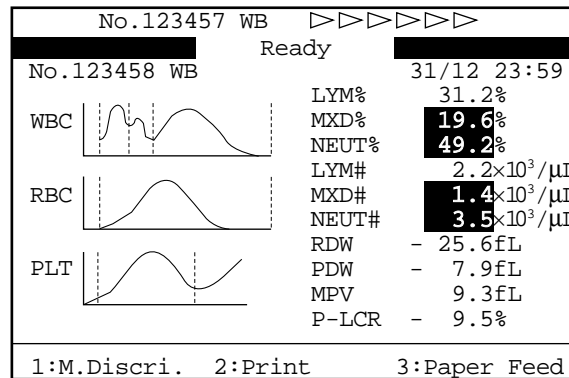 No.123457 WB ▷▷▷▷▷▷
Ready
No.123458 WB 31/12 23:59
LYM% 31.2%
WBC MXD% 19.6%
NEUT% 49.2%
LYM# 2.2×10³/μl
RBC MXD# 1.4×10³/μl
NEUT# 3.5×10³/μl
RDW - 25.6fL
PLT PDW - 7.9fL
MPV 9.3fL
P-LCR - 9.5%
1:M.Discri. 2:Print 3:Paper Feed